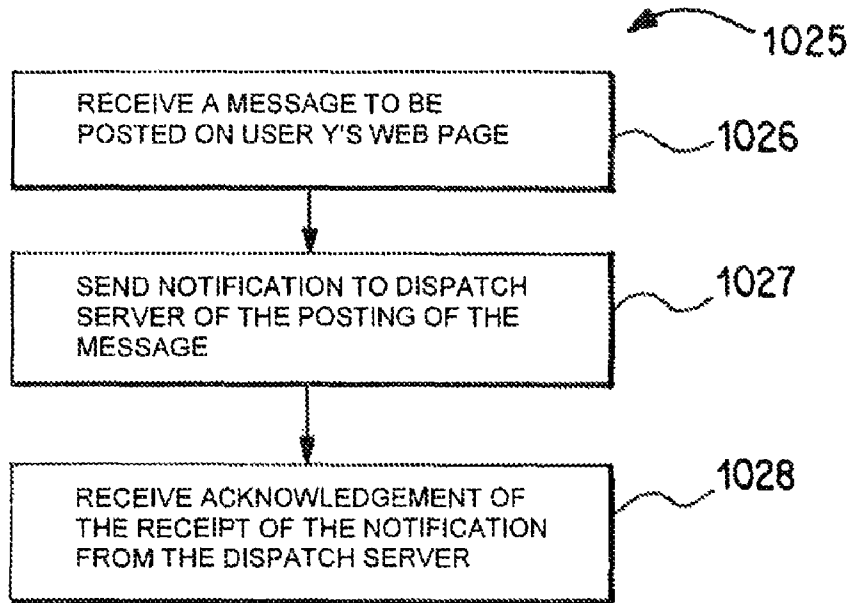 1025
RECEIVE A MESSAGE TO BE
POSTED ON USER Y'S WEB PAGE
1026
SEND NOTIFICATION TO DISPATCH
SERVER OF THE POSTING OF THE
MESSAGE
1027
RECEIVE ACKNOWLEDGEMENT OF
THE RECEIPT OF THE NOTIFICATION
FROM THE DISPATCH SERVER
1028